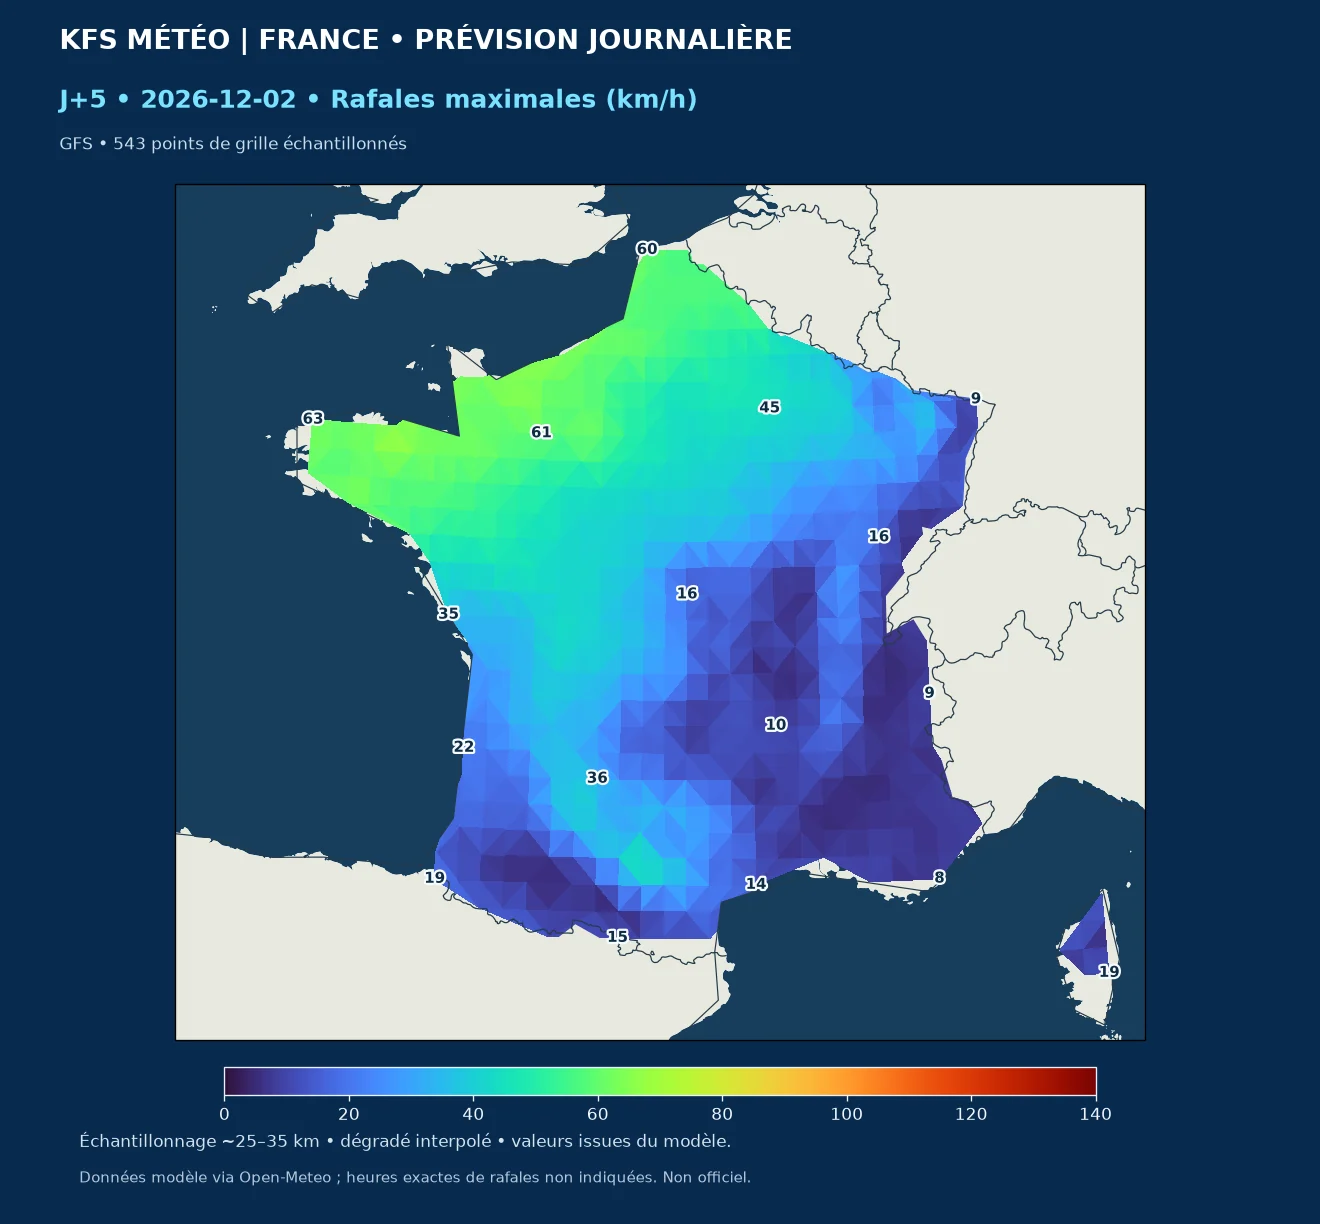 KFS MÉTÉO | FRANCE • PRÉVISION JOURNALIÈRE
J+5 • 2026-12-02 • Rafales maximales (km/h)
GFS • 543 points de grille échantillonnés
60
9
63
45
61
16
16
35
9
10
22
36
19
14
8
15
19
0 20 40 60 80 100 120 140
Échantillonnage ~25–35 km • dégradé interpolé • valeurs issues du modèle.
Données modèle via Open-Meteo ; heures exactes de rafales non indiquées. Non officiel.